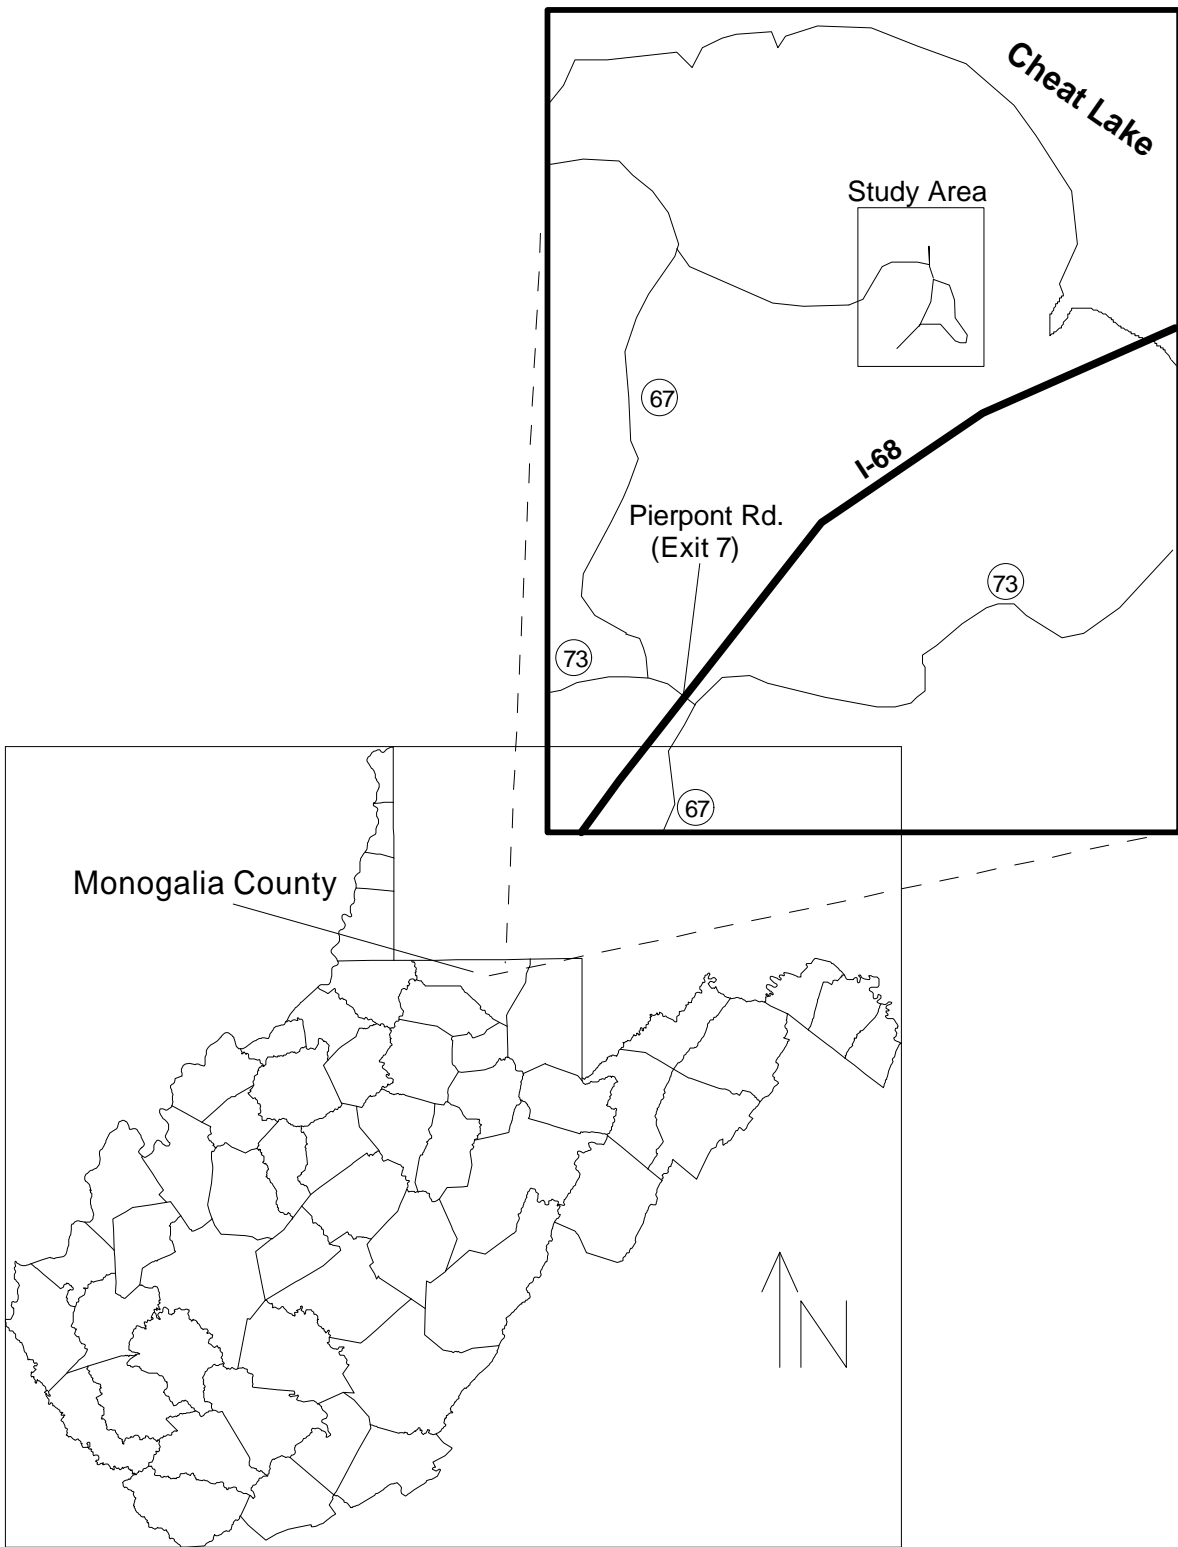 Cheat Lake
Study Area
67
I-68
Pierpont Rd.
(Exit 7)
73
73
67
Monogalia County
N